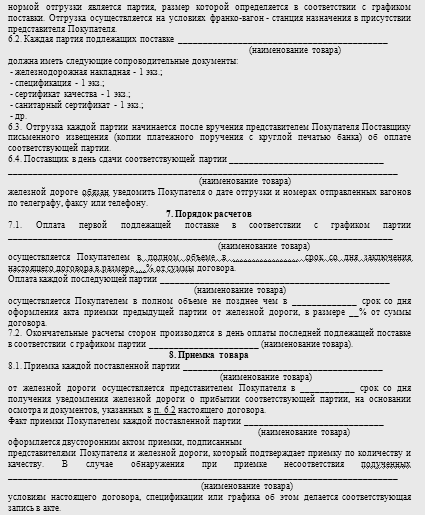 нормой отгрузки является партия, размер которой определяется в соответствии с графиком
поставки. Отгрузка осуществляется на условиях франко-вагон - станция назначения в присутствии
представителя Покупателя.
6.2. Каждая партия подлежащих поставке ____________________
(наименование товара)
должна иметь следующие сопроводительные документы:
- железнодорожная накладная - 1 экз.;
- спецификация - 1 экз.;
- сертификат качества - 1 экз.;
- санитарный сертификат - 1 экз.;
- др.
6.3. Отгрузка каждой партии начинается после вручения представителем Покупателя Поставщику
письменного извещения (копии платежного поручения с круглой печатью банка) об оплате
соответствующей партии.
6.4. Поставщик в день сдачи соответствующей партии ____________________
____________________
(наименование товара)
железной дороге обязан уведомить Покупателя о дате отгрузки и номерах отправленных вагонов
по телеграфу, факсу или телефону.
7. Порядок расчетов
7.1. Оплата первой подлежащей поставке в соответствии с графиком партии
____________________
(наименование товара)
осуществляется Покупателем в полном объеме в ______________ срок со дня заключения
настоящего договора в размере __% от суммы договора.
Оплата каждой последующей партии ____________________
(наименование товара)
осуществляется Покупателем в полном объеме не позднее чем в ______________ срок со дня
оформления акта приемки предыдущей партии от железной дороги, в размере __% от суммы
договора.
7.2. Окончательные расчеты сторон производятся в день оплаты последней подлежащей поставке
в соответствии с графиком партии ____________________ (наименование товара).
8. Приемка товара
8.1. Приемка каждой поставленной партии ____________________
(наименование товара)
от железной дороги осуществляется представителем Покупателя в ____________ срок со дня
получения уведомления железной дороги о прибытии соответствующей партии, на основании
осмотра и документов, указанных в п. 6.2 настоящего договора.
Факт приемки Покупателем каждой поставленной партии ____________________
(наименование товара)
оформляется двусторонним актом приемки, подписанным
представителями Покупателя и железной дороги, который подтверждает приемку по количеству и
качеству. В случае обнаружения при приемке несоответствия полученных
____________________
(наименование товара)
условиям настоящего договора, спецификации или графика об этом делается соответствующая
запись в акте.